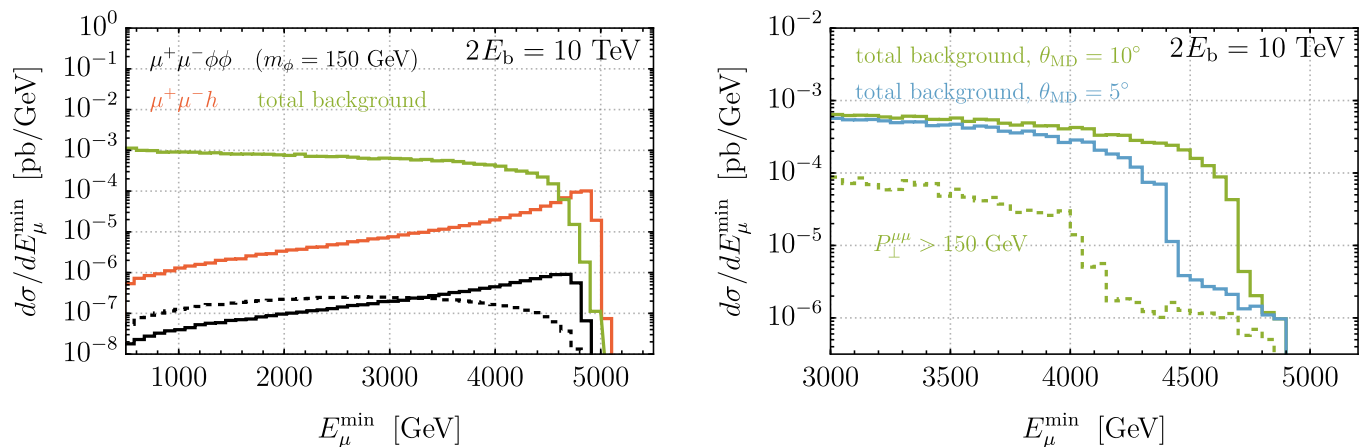 μ⁺μ⁻ϕϕ (m_ϕ = 150 GeV)
2E_b = 10 TeV
μ⁺μ⁻h total background
dσ/dE_μ^min [pb/GeV]
10⁰
10⁻¹
10⁻²
10⁻³
10⁻⁴
10⁻⁵
10⁻⁶
10⁻⁷
10⁻⁸
1000 2000 3000 4000 5000
E_μ^min [GeV]
total background, θ_MD = 10°
2E_b = 10 TeV
total background, θ_MD = 5°
P_⊥^μμ > 150 GeV
dσ/dE_μ^min [pb/GeV]
10⁻²
10⁻³
10⁻⁴
10⁻⁵
10⁻⁶
3000 3500 4000 4500 5000
E_μ^min [GeV]